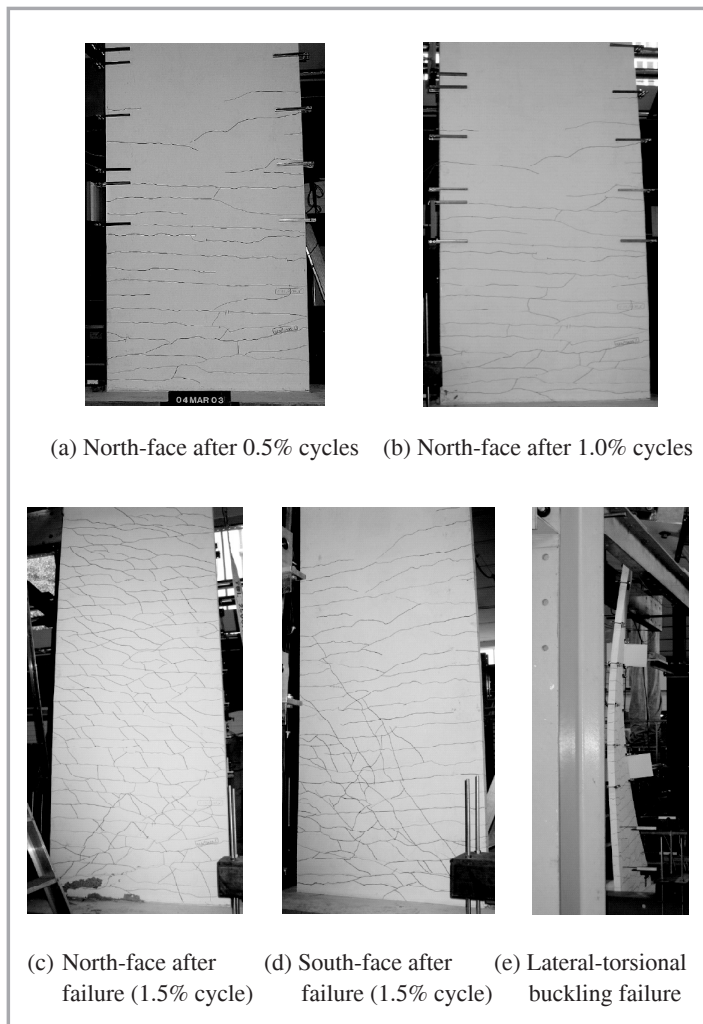 04 MAR 03
(a) North-face after 0.5% cycles
(b) North-face after 1.0% cycles
(c) North-face after
failure (1.5% cycle)
(d) South-face after
failure (1.5% cycle)
(e) Lateral-torsional
buckling failure